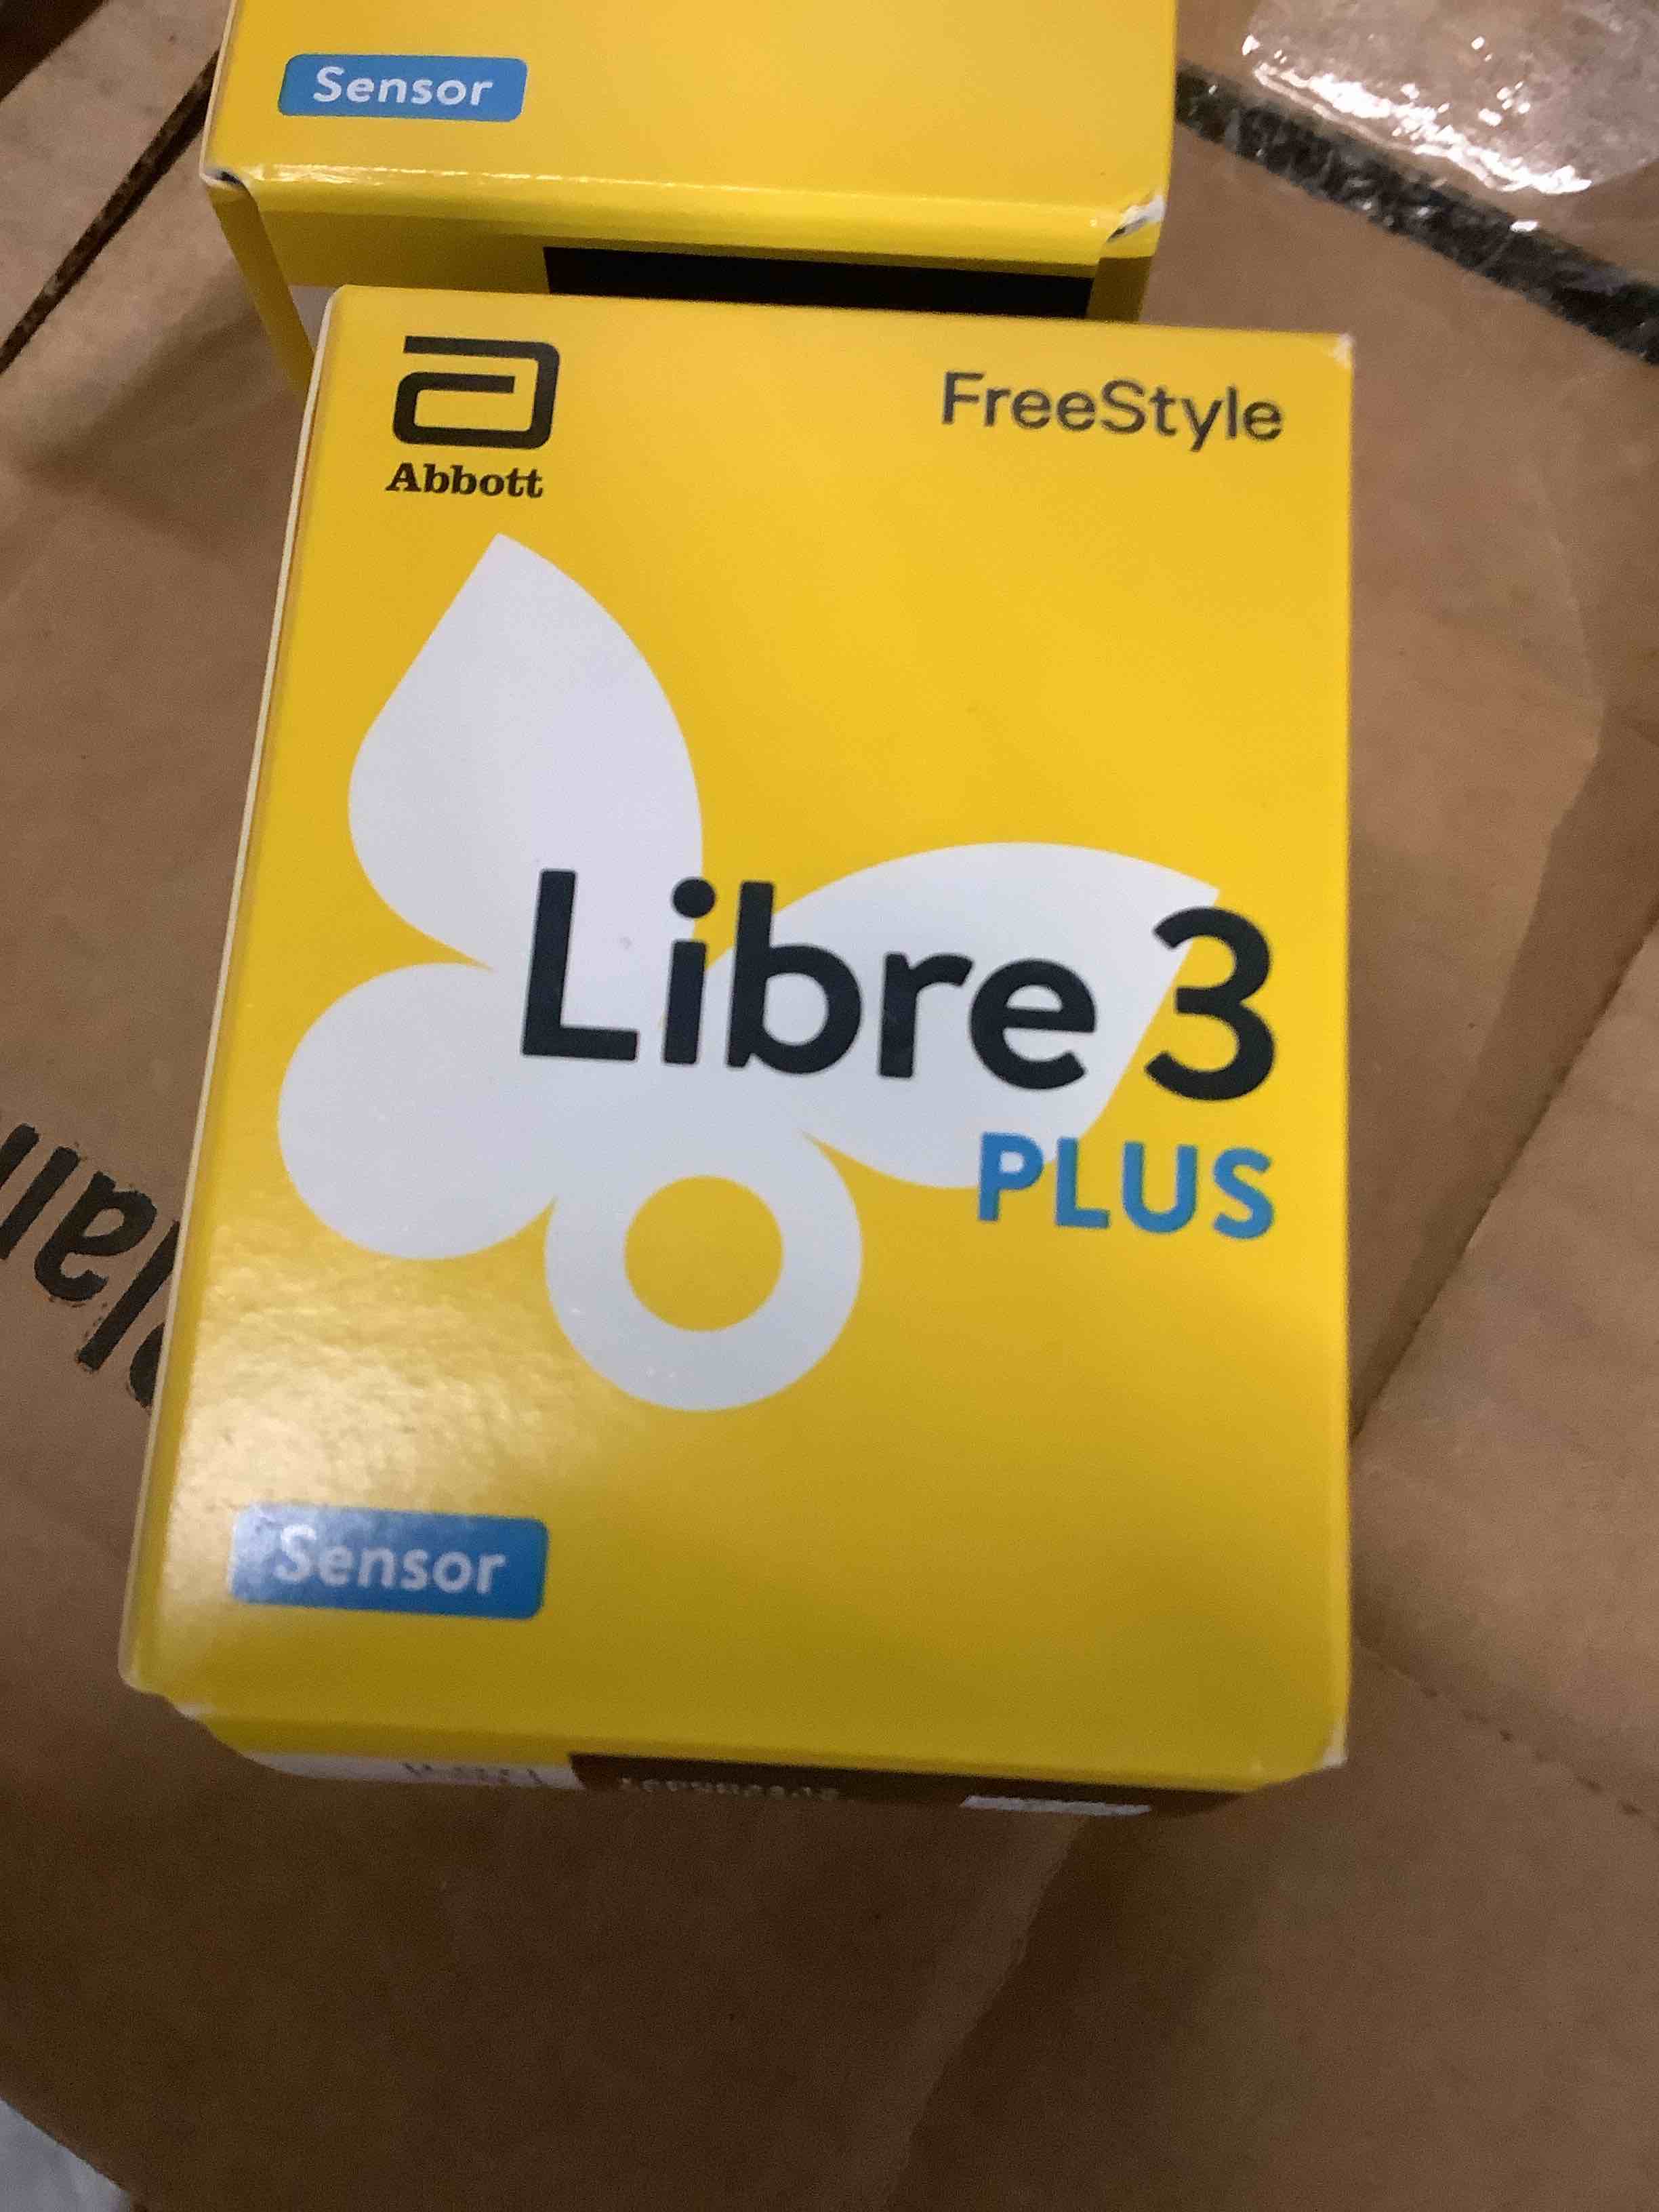 Sensor
Abbott
FreeStyle
Libre 3
PLUS
Sensor